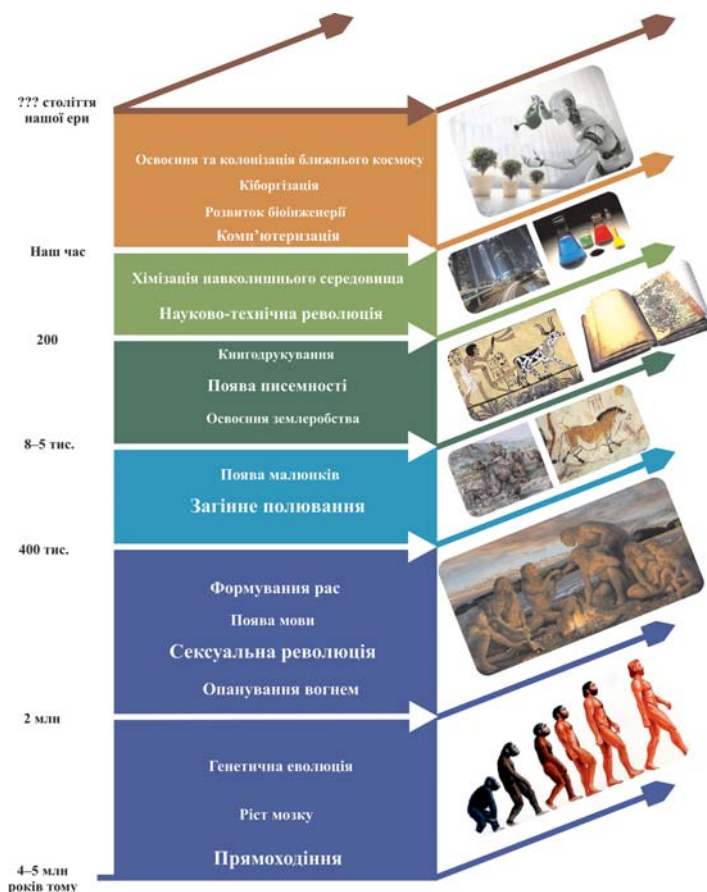 ??? століття
нашої ери
Освоєння та колонізація ближнього космосу
Кіборгізація
Розвиток біоінженерії
Комп’ютеризація
Наш час
Хімізація навколишнього середовища
Науково-технічна революція
200
Книгодрукування
Поява писемності
Освоєння землеробства
8–5 тис.
Поява малюнків
Загінне полювання
400 тис.
Формування рас
Поява мови
Сексуальна революція
Опанування вогнем
2 млн
Генетична еволюція
Ріст мозку
Прямоходіння
4–5 млн
років тому